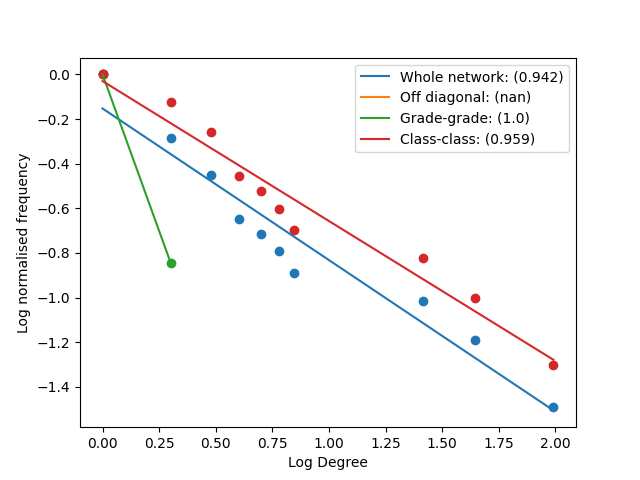 Whole network: (0.942)
Off diagonal: (nan)
Grade-grade: (1.0)
Class-class: (0.959)
Log normalised frequency
0.0
−0.2
−0.4
−0.6
−0.8
−1.0
−1.2
−1.4
0.00 0.25 0.50 0.75 1.00 1.25 1.50 1.75 2.00
Log Degree